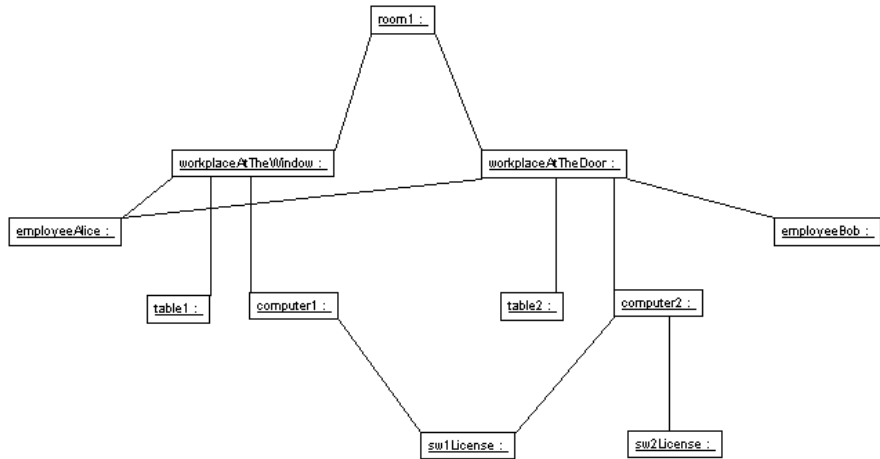 room1 :
workplaceAtTheWindow :
workplaceAtTheDoor :
employeeAlice :
employeeBob :
table1 :
computer1 :
table2 :
computer2 :
sw1License :
sw2License :